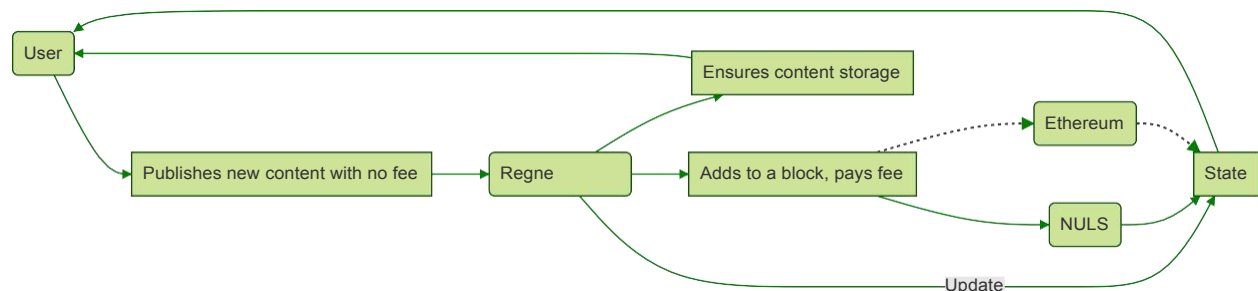 User
Ensures content storage
Ethereum
Publishes new content with no fee
Regne
Adds to a block, pays fee
State
NULS
Update